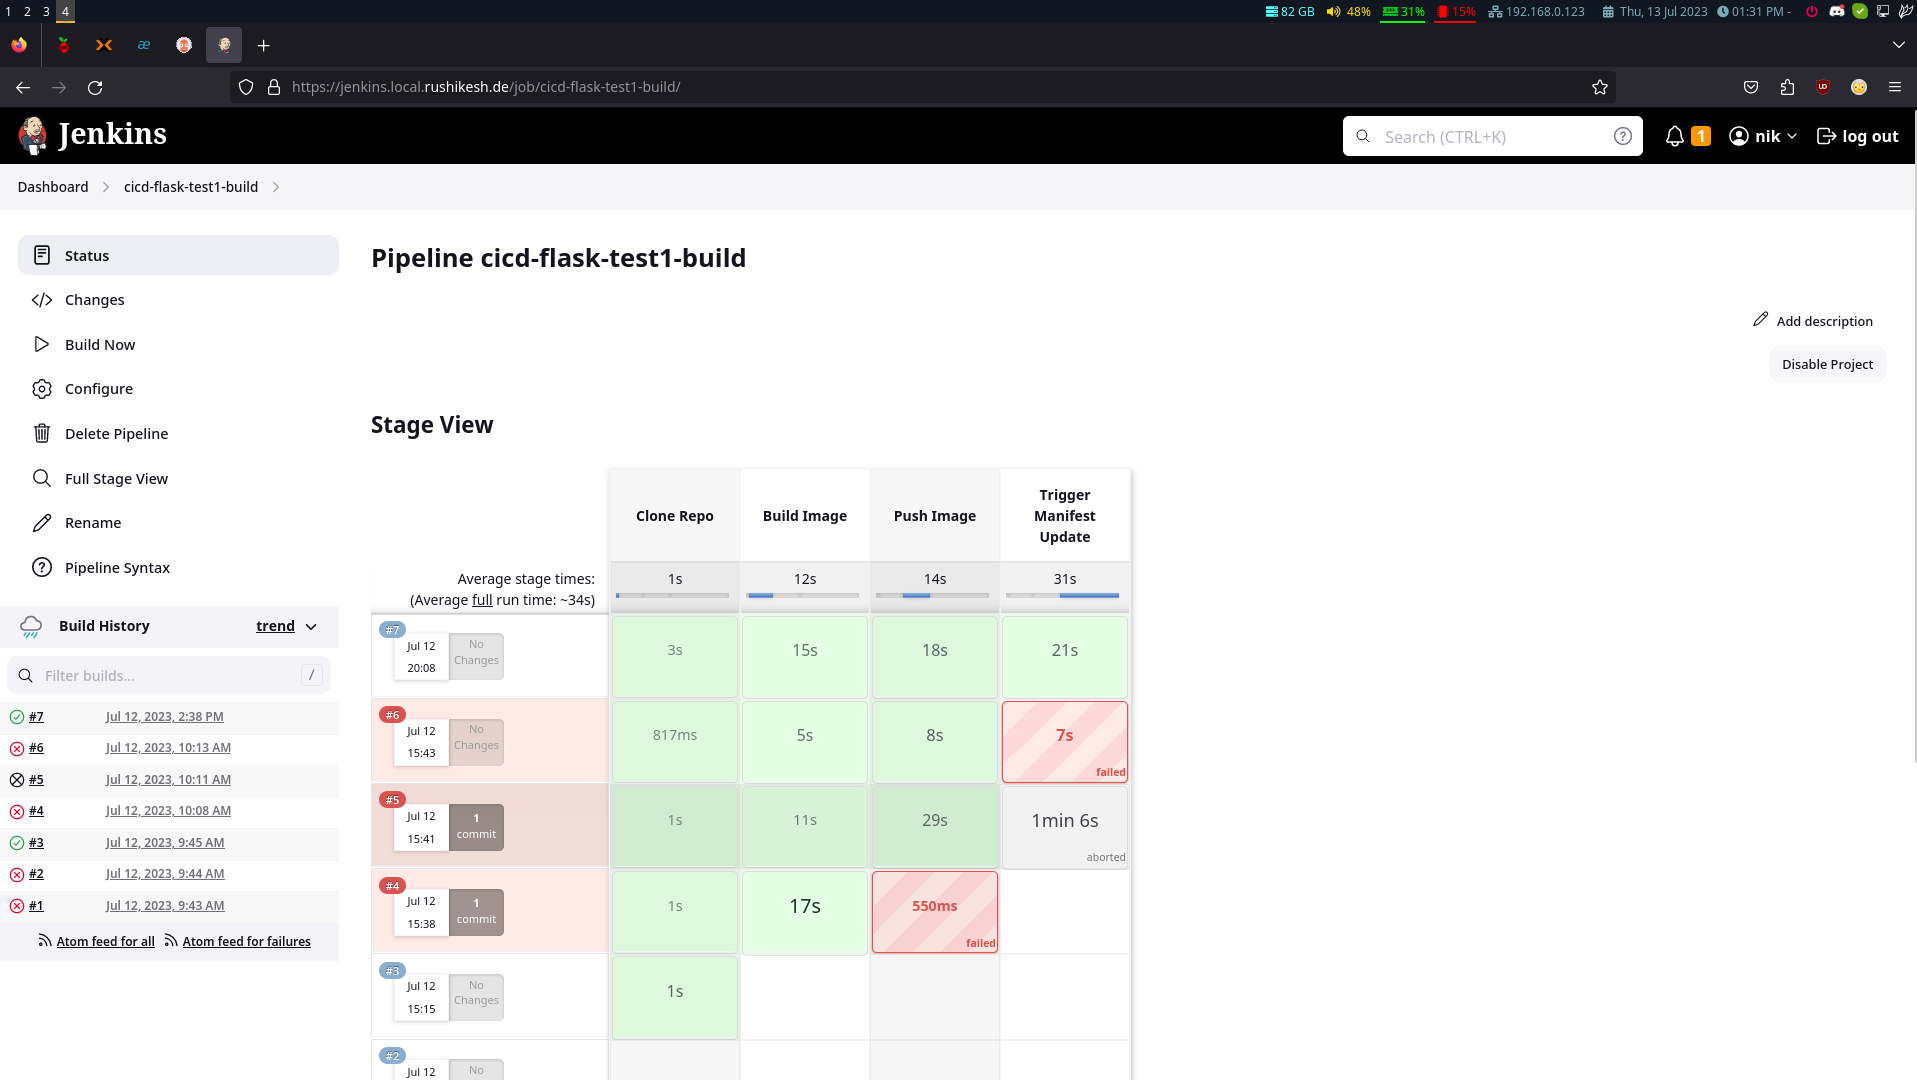 1 2 3 4
82 GB 48% 31% 15% 192.168.0.123 Thu, 13 Jul 2023 01:31 PM -
https://jenkins.local.rushikesh.de/job/cicd-flask-test1-build/
Jenkins
Search (CTRL+K)
1
nik
log out
Dashboard
cicd-flask-test1-build
Status
Changes
Build Now
Configure
Delete Pipeline
Full Stage View
Rename
Pipeline Syntax
Build History
trend
Filter builds...
/
#7 Jul 12, 2023, 2:38 PM
#6 Jul 12, 2023, 10:13 AM
#5 Jul 12, 2023, 10:11 AM
#4 Jul 12, 2023, 10:08 AM
#3 Jul 12, 2023, 9:45 AM
#2 Jul 12, 2023, 9:44 AM
#1 Jul 12, 2023, 9:43 AM
Atom feed for all Atom feed for failures
Pipeline cicd-flask-test1-build
Add description
Disable Project
Stage View
Clone Repo
Build Image
Push Image
Trigger
Manifest
Update
Average stage times:
(Average full run time: ~34s)
1s
12s
14s
31s
#7
Jul 12
20:08
No
Changes
3s
15s
18s
21s
#6
Jul 12
15:43
No
Changes
817ms
5s
8s
7s
failed
#5
Jul 12
15:41
1
commit
1s
11s
29s
1min 6s
aborted
#4
Jul 12
15:38
1
commit
1s
17s
550ms
failed
#3
Jul 12
15:15
No
Changes
1s
#2
Jul 12
No